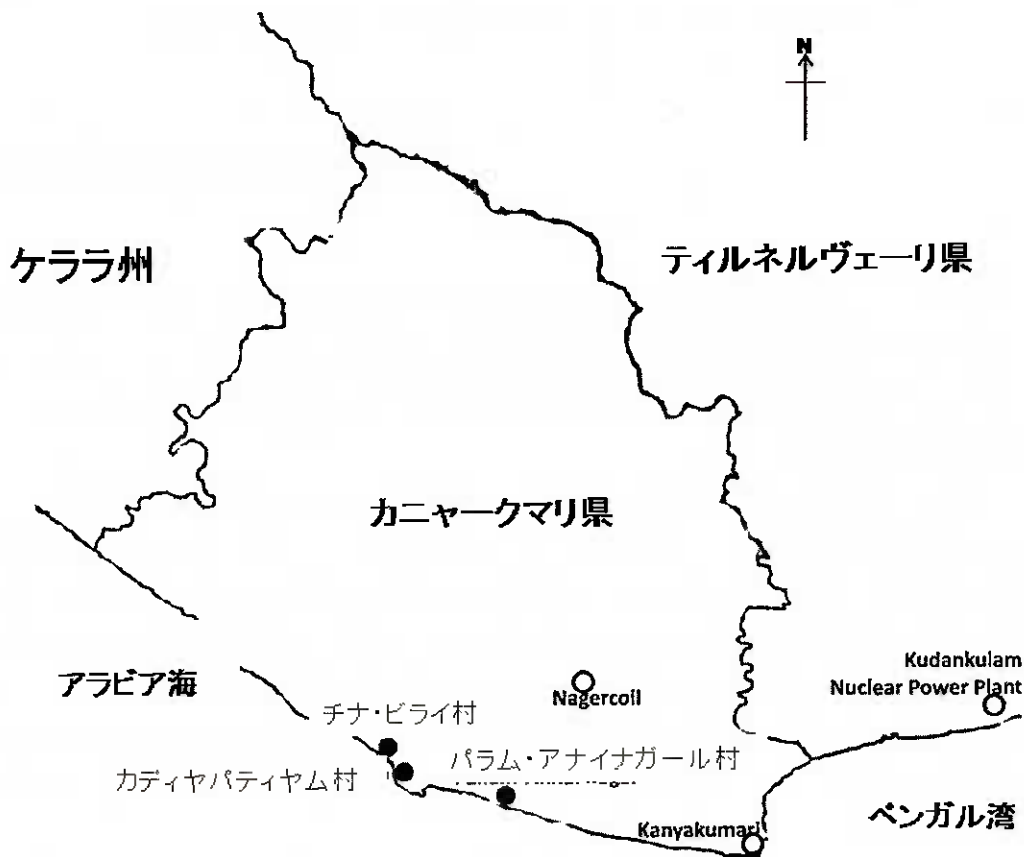 N
ケララ州
ティルネルヴェーリ県
カニャークマリ県
アラビア海
Nagercoil
Kudankulam
Nuclear Power Plant
チナ・ビライ村
カディヤパティヤム村
パラム・アナイナガール村
ベンガル湾
Kanyakumari